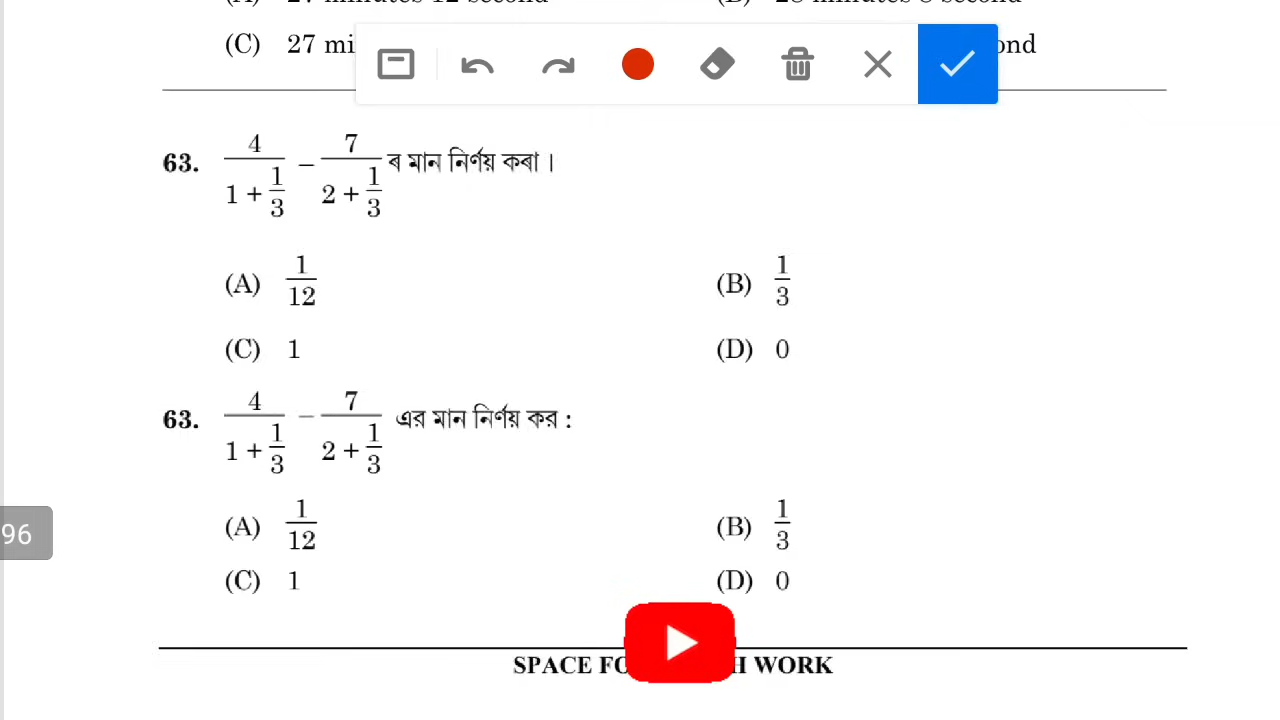 (C) 27 mi ond
63. 4/(1 + 1/3) − 7/(2 + 1/3) ৰ মান নিৰ্ণয় কৰা ।
(A) 1/12 (B) 1/3
(C) 1 (D) 0
63. 4/(1 + 1/3) − 7/(2 + 1/3) এর মান নির্ণয় কর :
(A) 1/12 (B) 1/3
96
(C) 1 (D) 0
SPACE FO H WORK